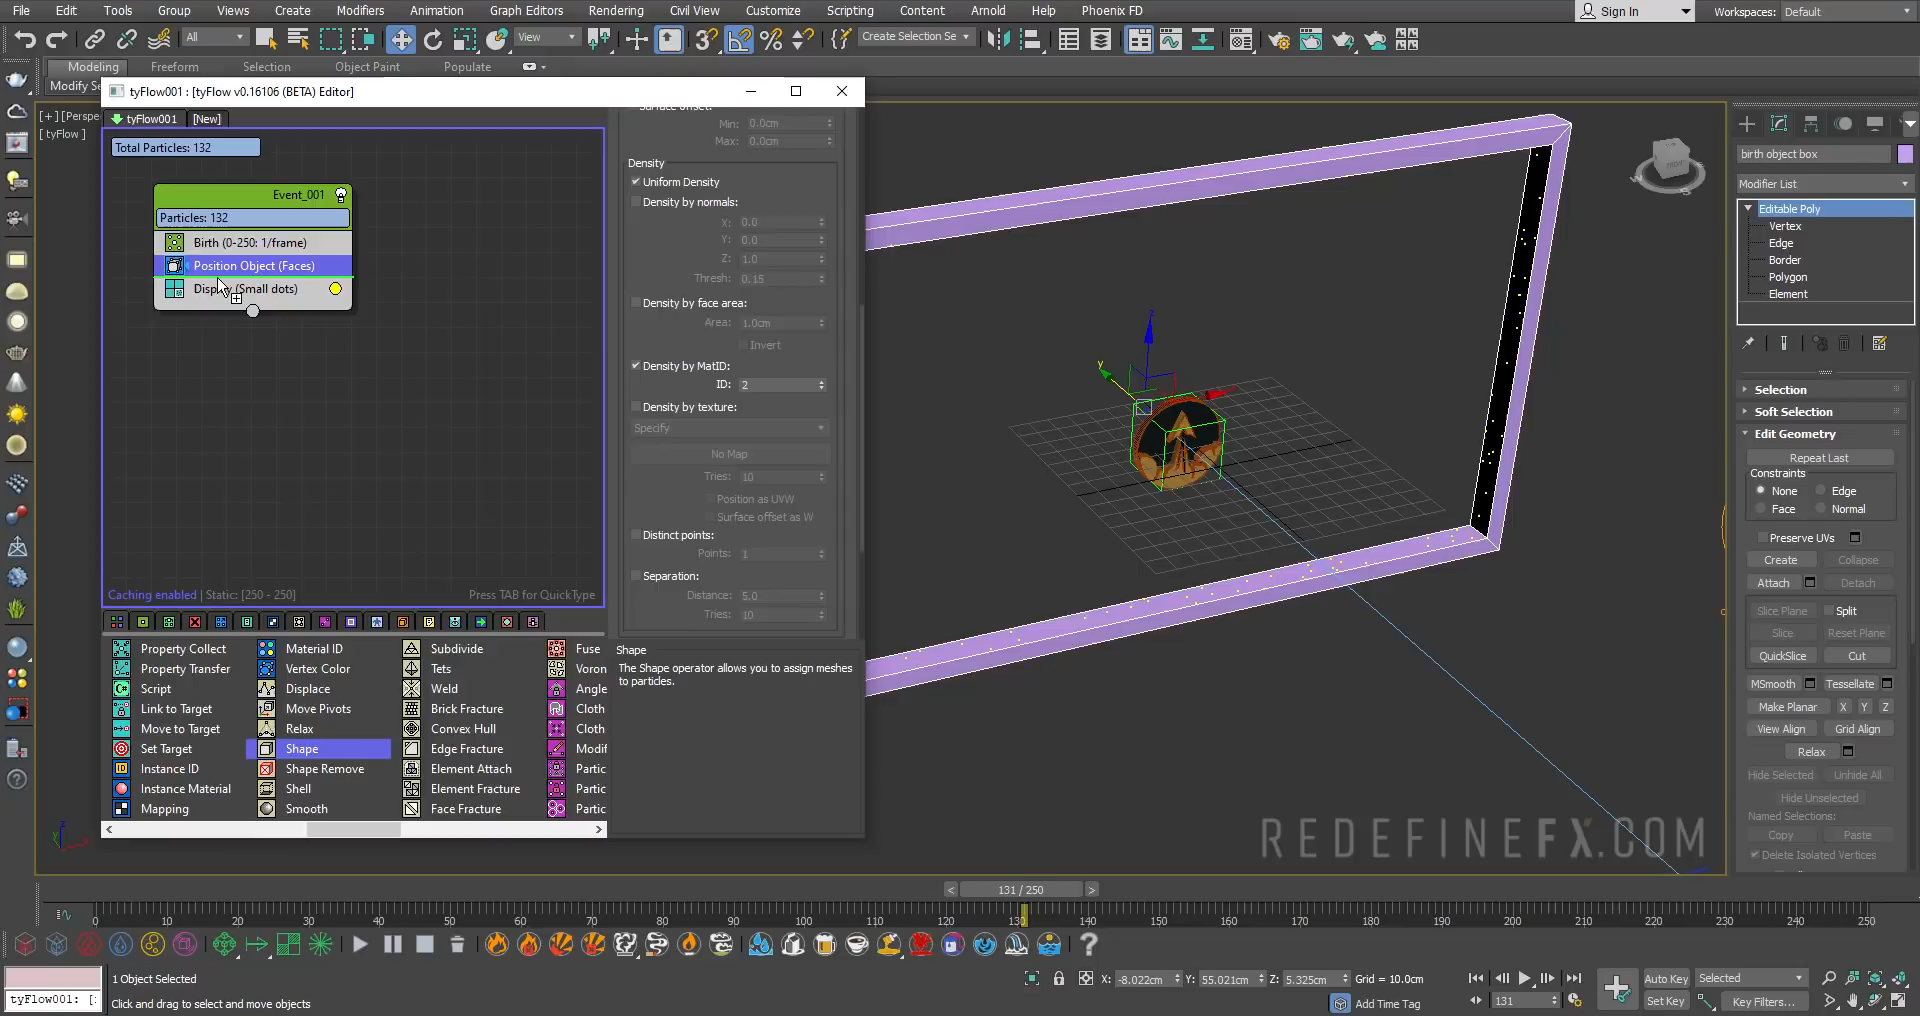 File Edit Tools Group Views Create Modifiers Animation Graph Editors Rendering Civil View Customize Scripting Content Arnold Help Phoenix FD Sign In Workspaces: Default
All View Create Selection Se
Modeling Freeform Selection Object Paint Populate
Modify Se
tyFlow001 : [tyFlow v0.16106 (BETA) Editor]
[+] [Perspe
[ tyFlow ]
tyFlow001 [New]
Total Particles: 132
Event_001
Particles: 132
Birth (0-250: 1/frame)
Position Object (Faces)
Display (Small dots)
Caching enabled | Static: [250 - 250] Press TAB for QuickType
Property Collect Material ID Subdivide Fuse
Property Transfer Vertex Color Tets Voron
Script Displace Weld Angle
Link to Target Move Pivots Brick Fracture Cloth
Move to Target Relax Convex Hull Cloth
Set Target Shape Edge Fracture Modif
Instance ID Shape Remove Element Attach Partic
Instance Material Shell Element Fracture Partic
Mapping Smooth Face Fracture Partic
Surface offset:
Min: 0.0cm
Max: 0.0cm
Density
Uniform Density
Density by normals:
X: 0.0
Y: 0.0
Z: 1.0
Thresh: 0.15
Density by face area:
Area: 1.0cm
Invert
Density by MatID:
ID: 2
Density by texture:
Specify
No Map
Tries: 10
Position as UVW
Surface offset as W
Distinct points:
Points: 1
Separation:
Distance: 5.0
Tries: 10
Shape
The Shape operator allows you to assign meshes
to particles.
FRONT
birth object box
Modifier List
Editable Poly
Vertex
Edge
Border
Polygon
Element
Selection
Soft Selection
Edit Geometry
Repeat Last
Constraints
None Edge
Face Normal
Preserve UVs
Create Collapse
Attach Detach
Slice Plane Split
Slice Reset Plane
QuickSlice Cut
MSmooth Tessellate
Make Planar X Y Z
View Align Grid Align
Relax
Hide Selected Unhide All
Hide Unselected
Named Selections:
Copy Paste
Delete Isolated Vertices
REDEFINEFX.COM
< 131 / 250 >
0 10 20 30 40 50 60 70 80 90 100 110 120 130 140 150 160 170 180 190 200 210 220 230 240 250
1 Object Selected X: -8.022cm Y: 55.021cm Z: 5.325cm Grid = 10.0cm Auto Key Selected
tyFlow001: [: Click and drag to select and move objects Add Time Tag 131 Set Key Key Filters...